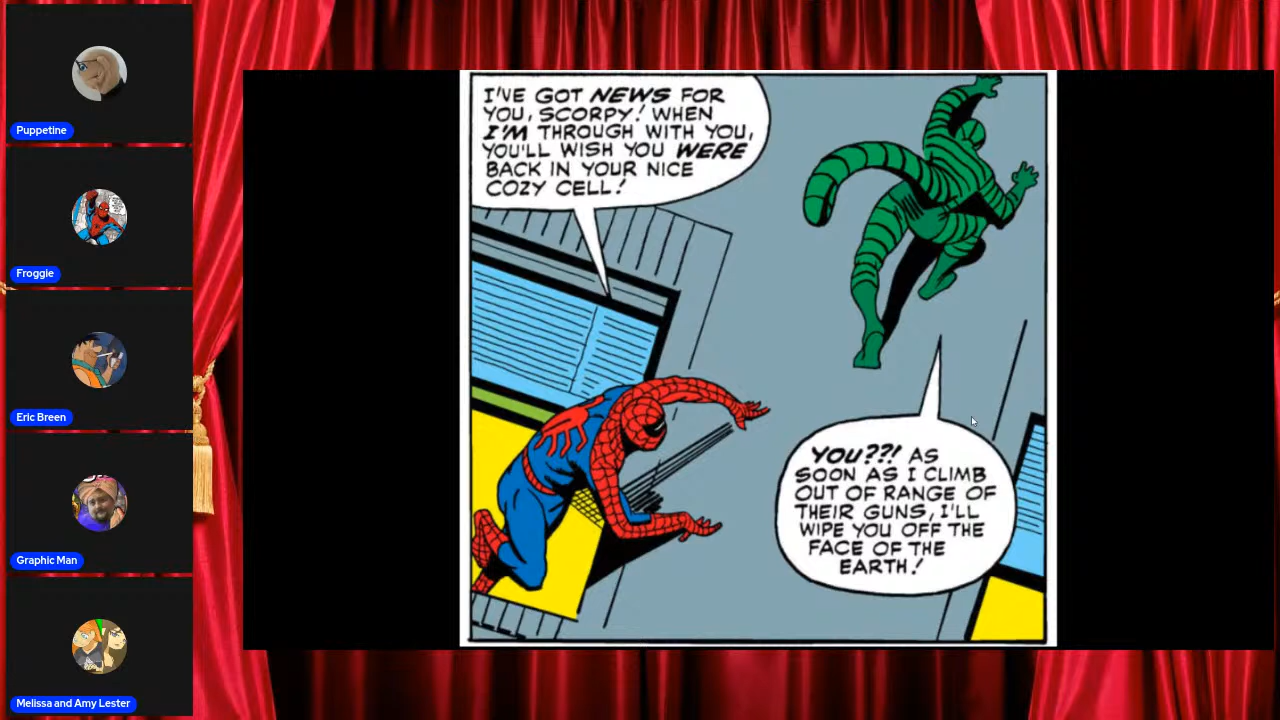 Puppetine
Froggie
Eric Breen
Graphic Man
Melissa and Amy Lester
I'VE GOT NEWS FOR
YOU, SCORPY! WHEN
I'M THROUGH WITH YOU,
YOU'LL WISH YOU WERE
BACK IN YOUR NICE
COZY CELL!
YOU??! AS
SOON AS I CLIMB
OUT OF RANGE OF
THEIR GUNS, I'LL
WIPE YOU OFF THE
FACE OF THE
EARTH!